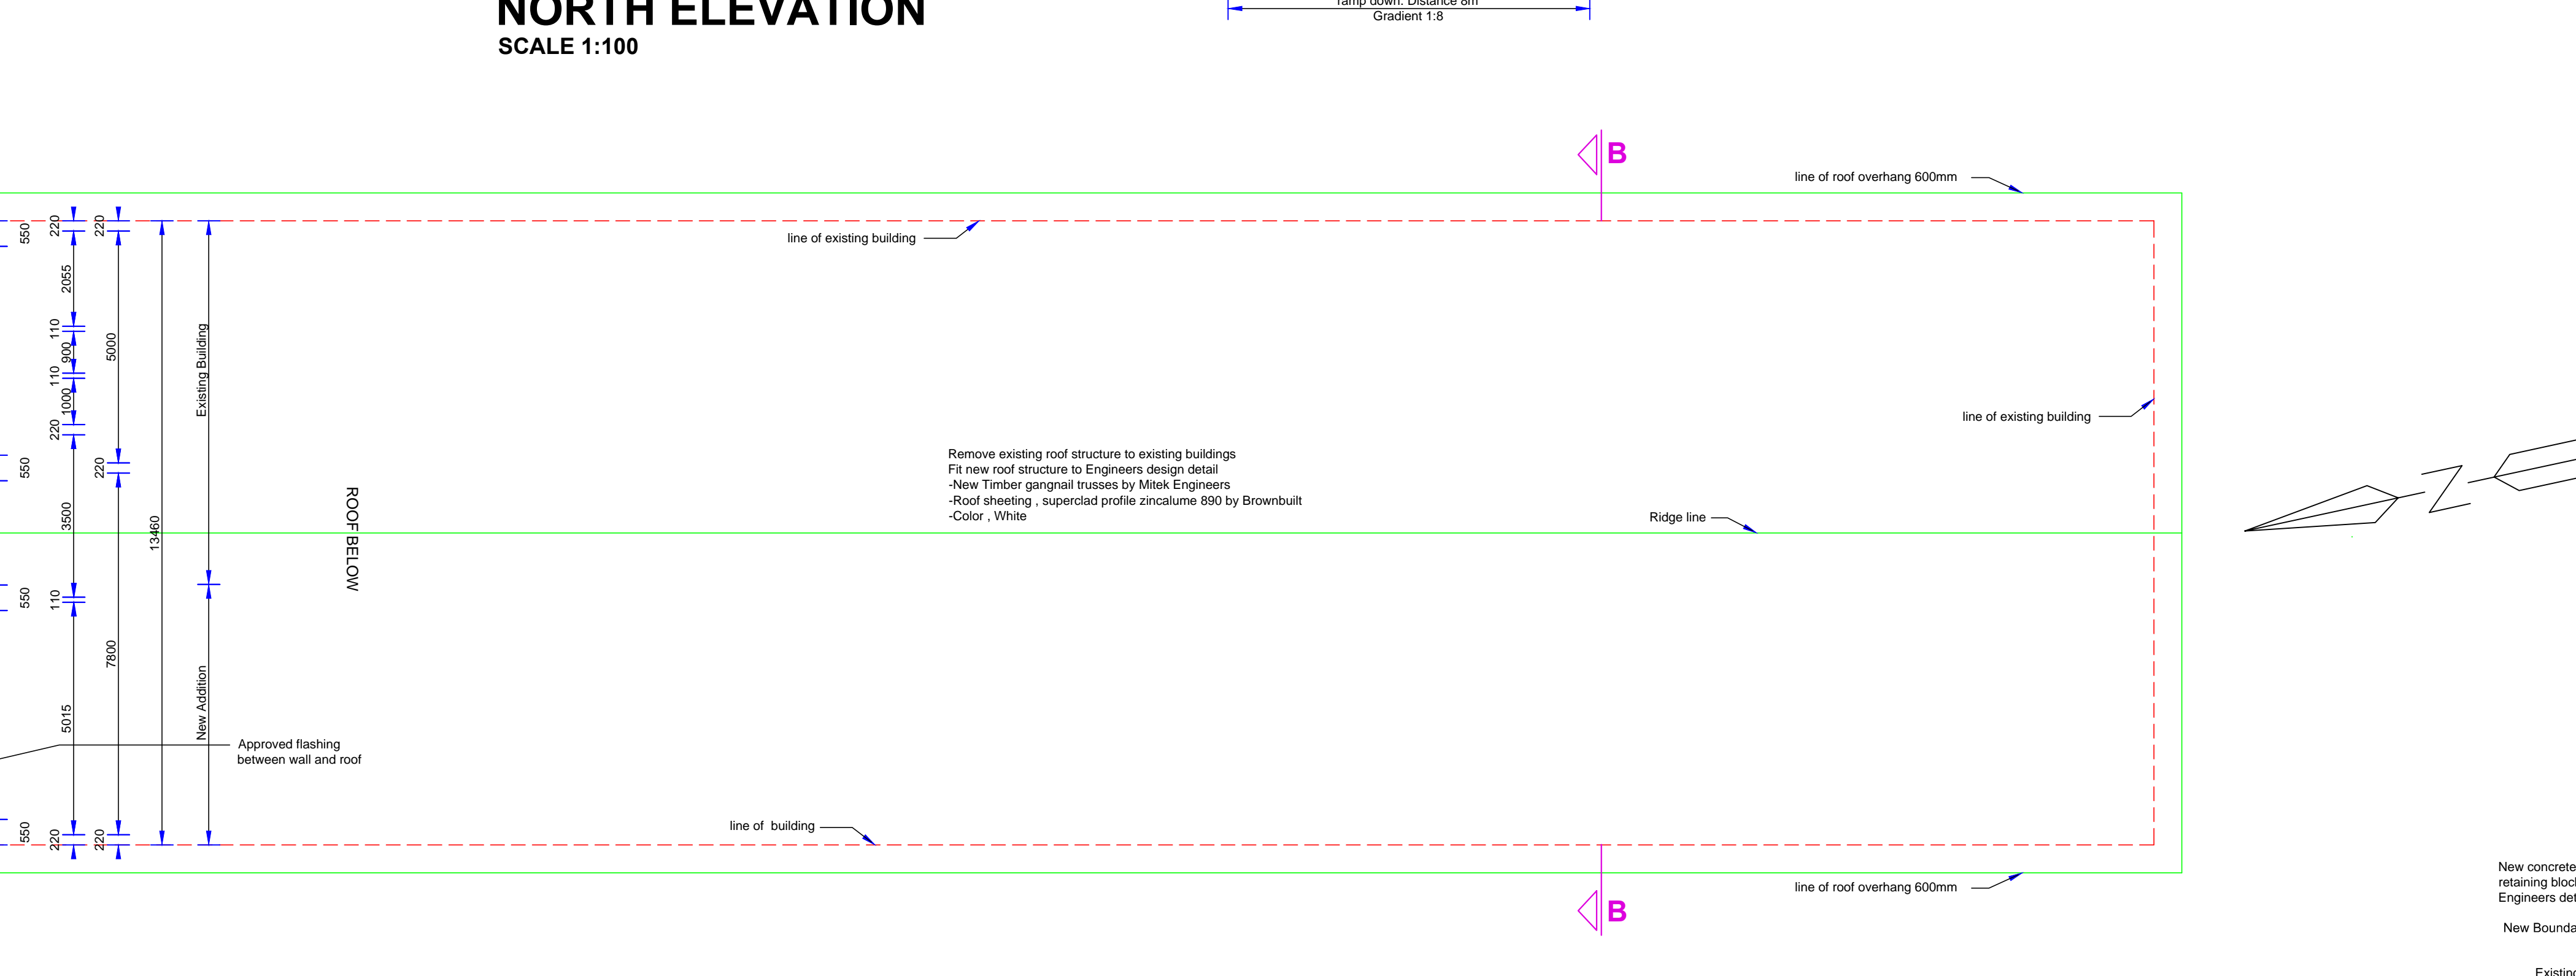 NORTH ELEVATION
SCALE 1:100
ramp down. Distance 8m
Gradient 1:8
B
line of roof overhang 600mm
line of existing building
550
220
220
2055
110
900
110
1000
220
5000
220
550
3500
13460
Existing Building
550
110
7800
5015
New Addition
550
220
220
ROOF BELOW
line of existing building
Remove existing roof structure to existing buildings
Fit new roof structure to Engineers design detail
-New Timber gangnail trusses by Mitek Engineers
-Roof sheeting , superclad profile zincalume 890 by Brownbuilt
-Color , White
Ridge line
N
Approved flashing
between wall and roof
line of  building
line of roof overhang 600mm
B
New concrete
retaining
Engineers
New